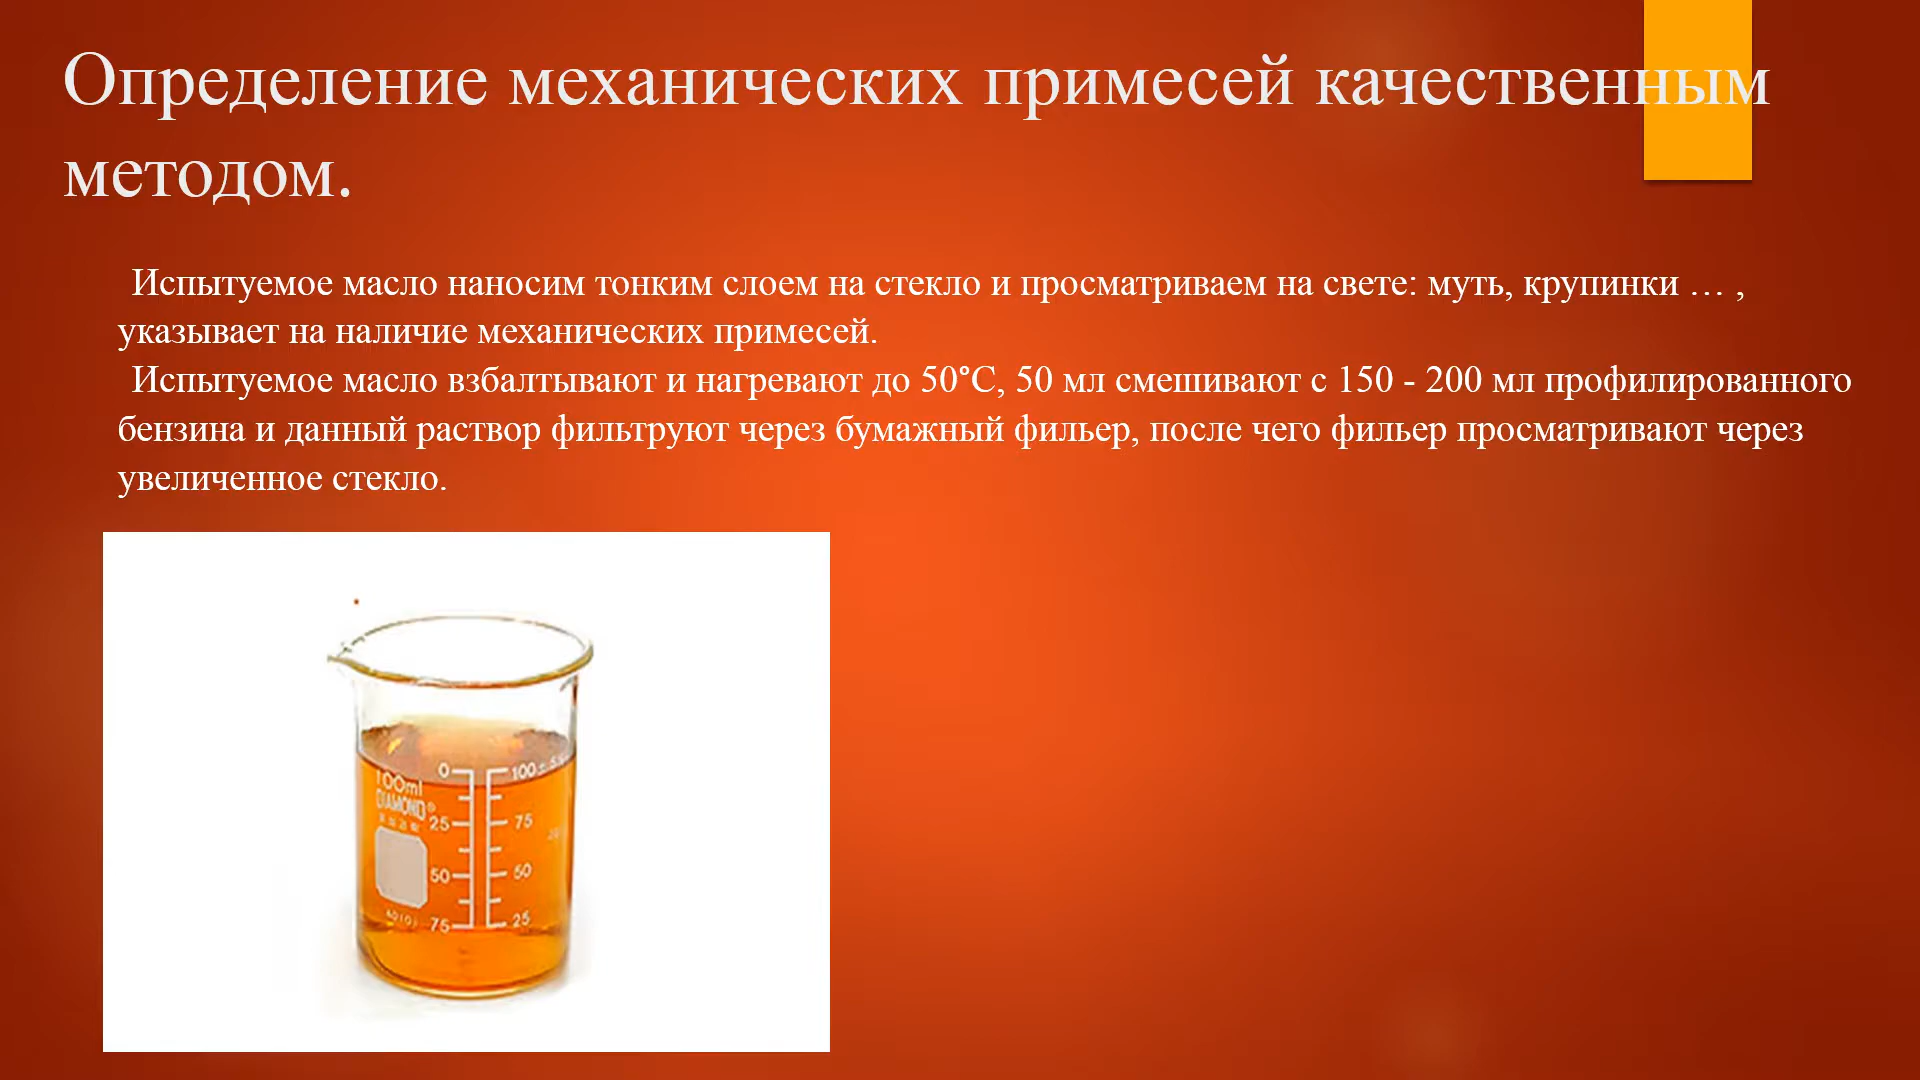 Определение механических примесей качественным
методом.
Испытуемое масло наносим тонким слоем на стекло и просматриваем на свете: муть, крупинки … ,
указывает на наличие механических примесей.
Испытуемое масло взбалтывают и нагревают до 50°С, 50 мл смешивают с 150 - 200 мл профилированного
бензина и данный раствор фильтруют через бумажный фильер, после чего фильер просматривают через
увеличенное стекло.
0 100
100ml
DIAMOND®
25 75
50 50
75 25